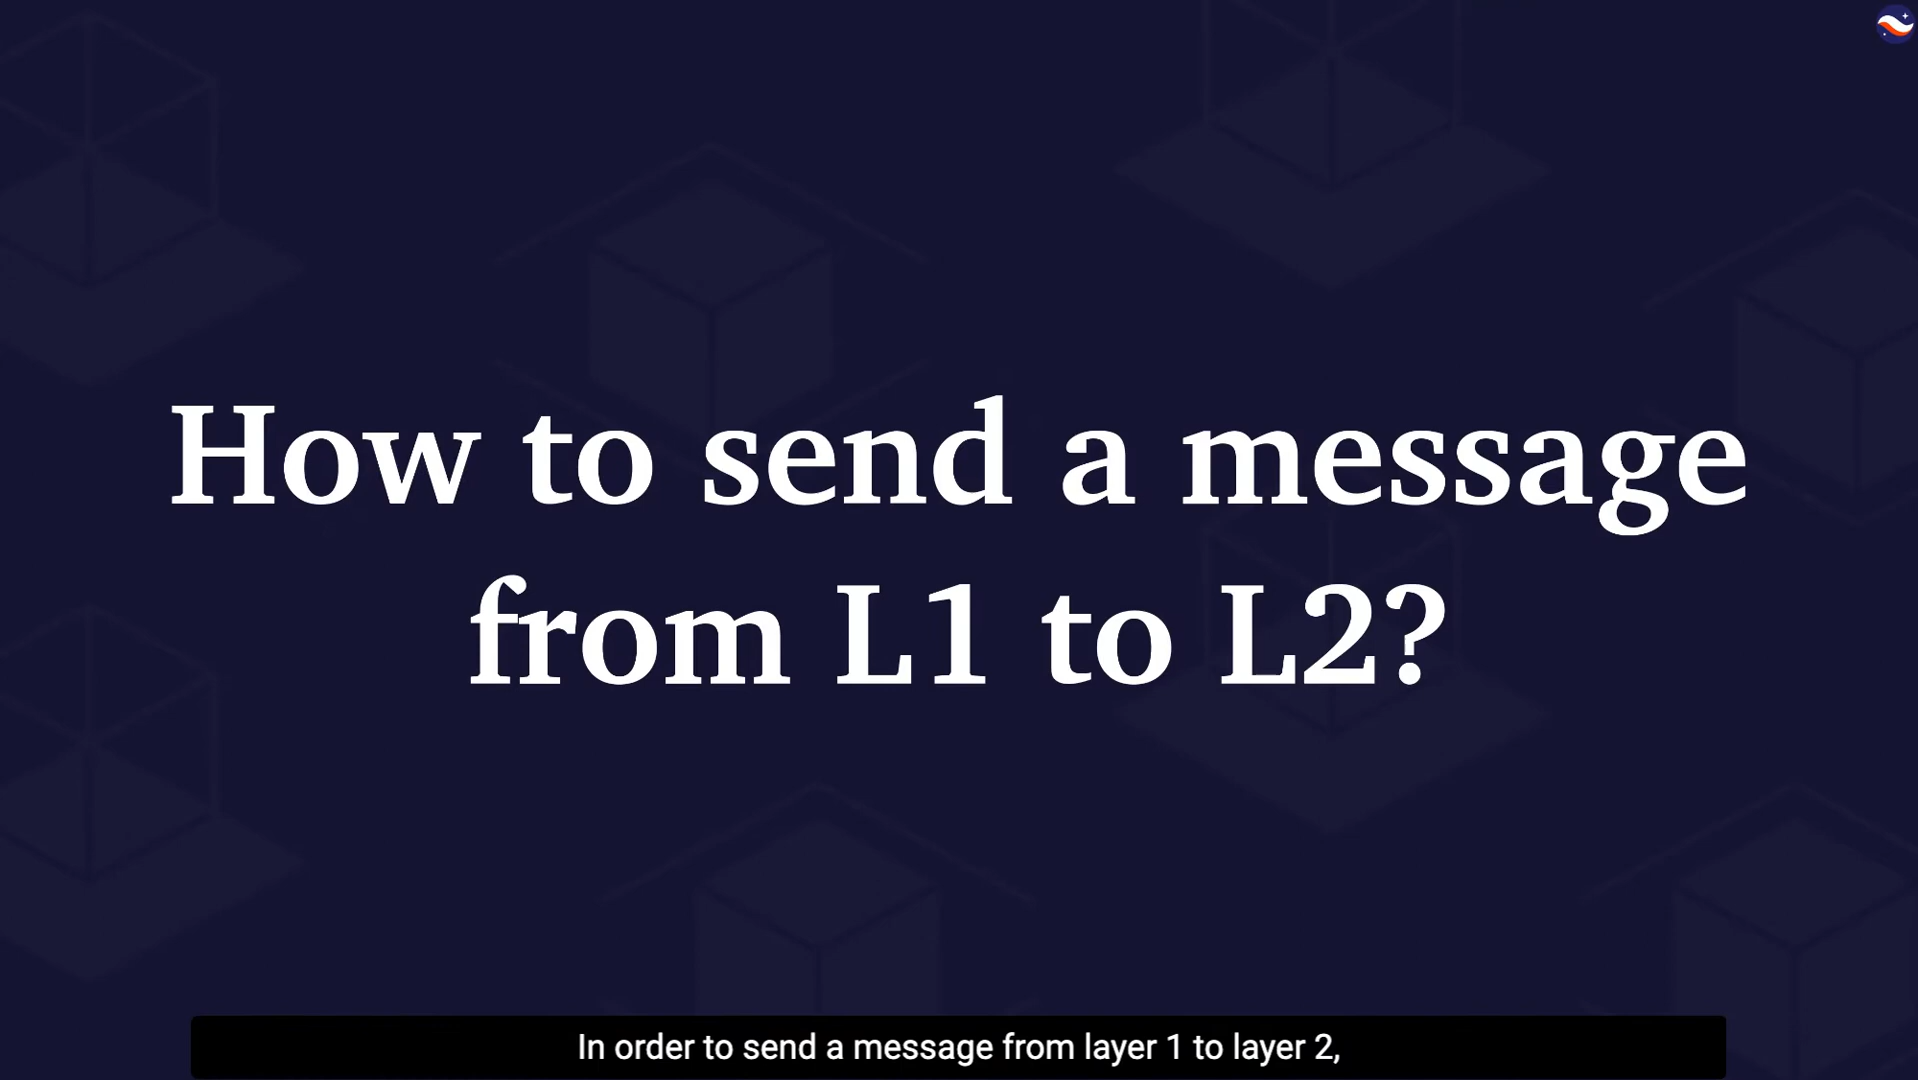 How to send a message
from L1 to L2?
In order to send a message from layer 1 to layer 2,